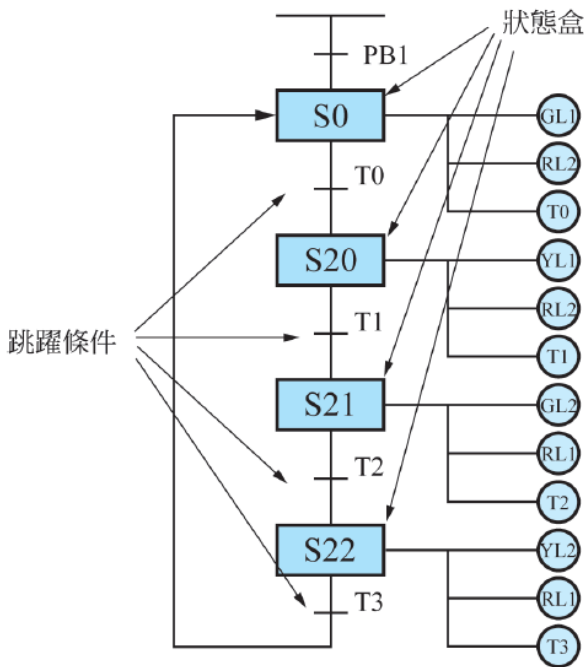 狀態盒
PB1
S0
GL1
RL2
T0
T0
S20
YL1
RL2
T1
T1
跳躍條件
S21
GL2
RL1
T2
T2
S22
YL2
RL1
T3
T3